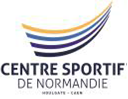 CENTRE SPORTIF
DE NORMANDIE
HOULGATE - CAEN